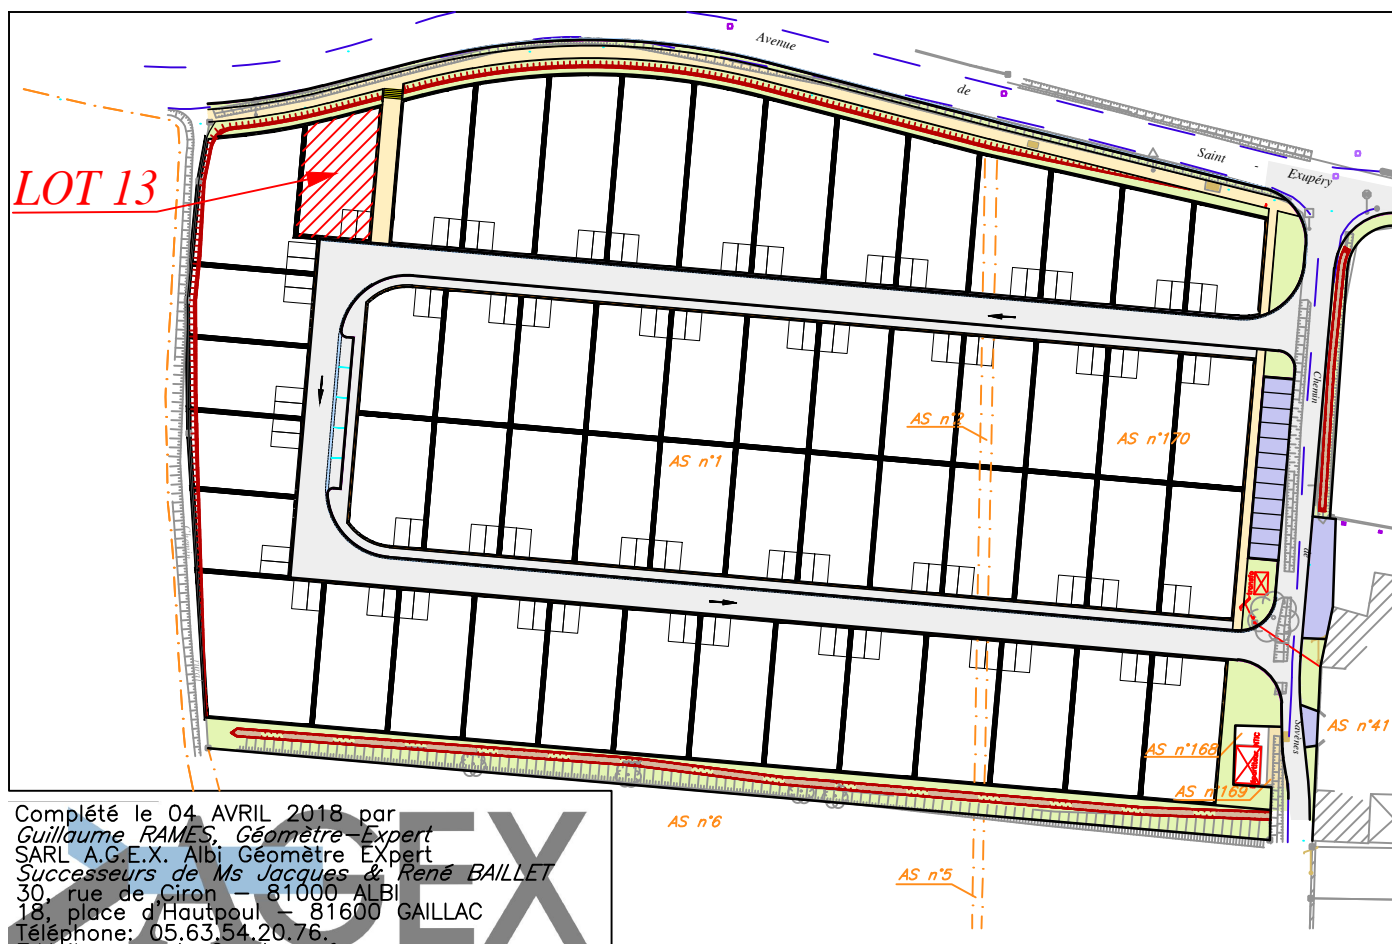 Avenue
de
Saint
-
Exupéry
LOT 13
Chemin
de
Savènes
AS n°2
AS n°170
AS n°1
AS n°41
AS n°168
AS n°169
AS n°6
AS n°5
AGEX
Complété le 04 AVRIL 2018 par
Guillaume RAMES, Géomètre-Expert
SARL A.G.E.X. Albi Géomètre Expert
Successeurs de Ms Jacques & René BAILLET
30, rue de Ciron - 81000 ALBI
18, place d'Hautpoul - 81600 GAILLAC
Téléphone: 05.63.54.20.76.